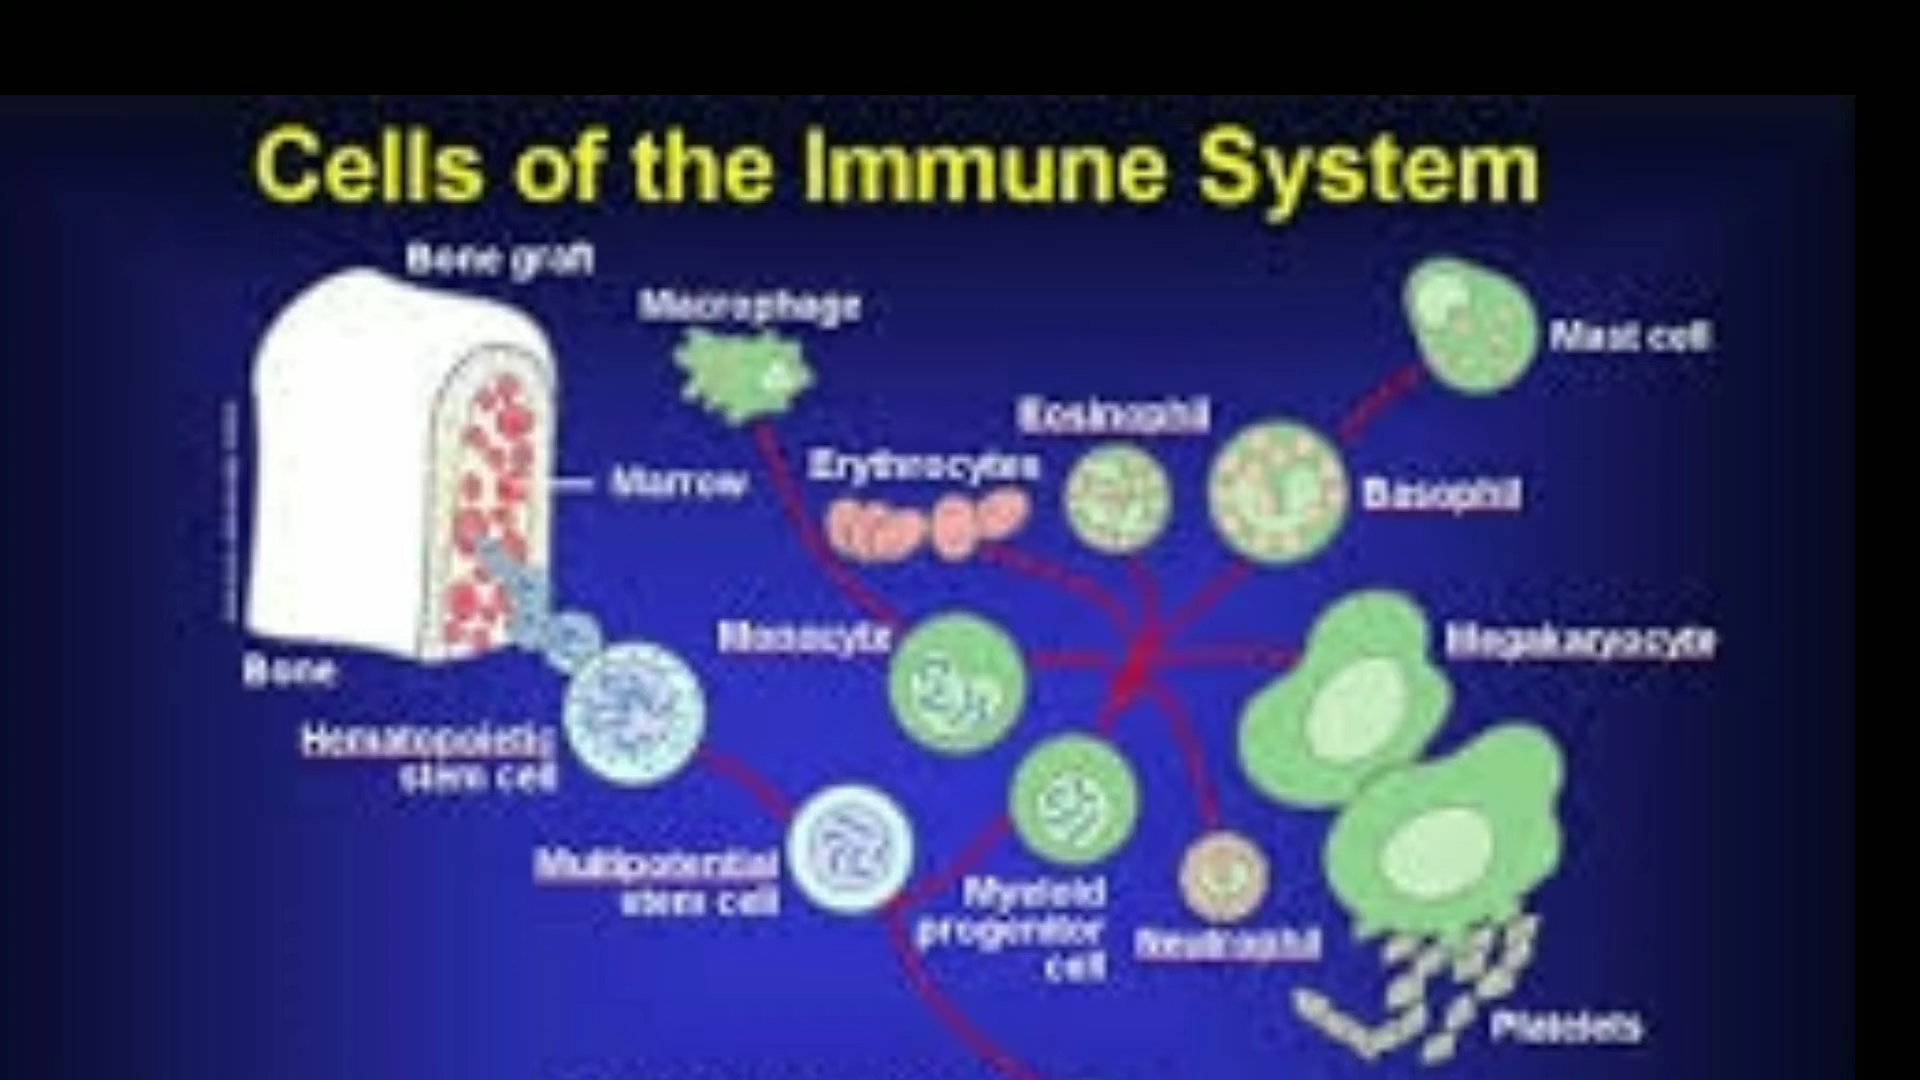 Cells of the Immune System
Bone graft
Macrophage
Mast cell
Eosinophil
Erythrocytes
Marrow
Basophil
Monocyte
Megakaryocyte
Bone
Hematopoietic
stem cell
Multipotential
stem cell
Myeloid
progenitor
cell
Neutrophil
Platelets